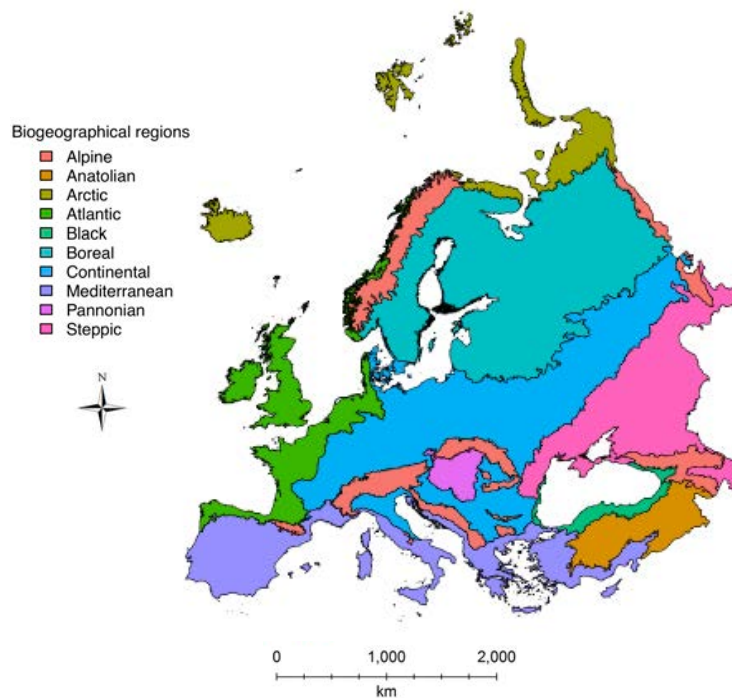 Biogeographical regions
Alpine
Anatolian
Arctic
Atlantic
Black
Boreal
Continental
Mediterranean
Pannonian
Steppic
N
0 1,000 2,000
km